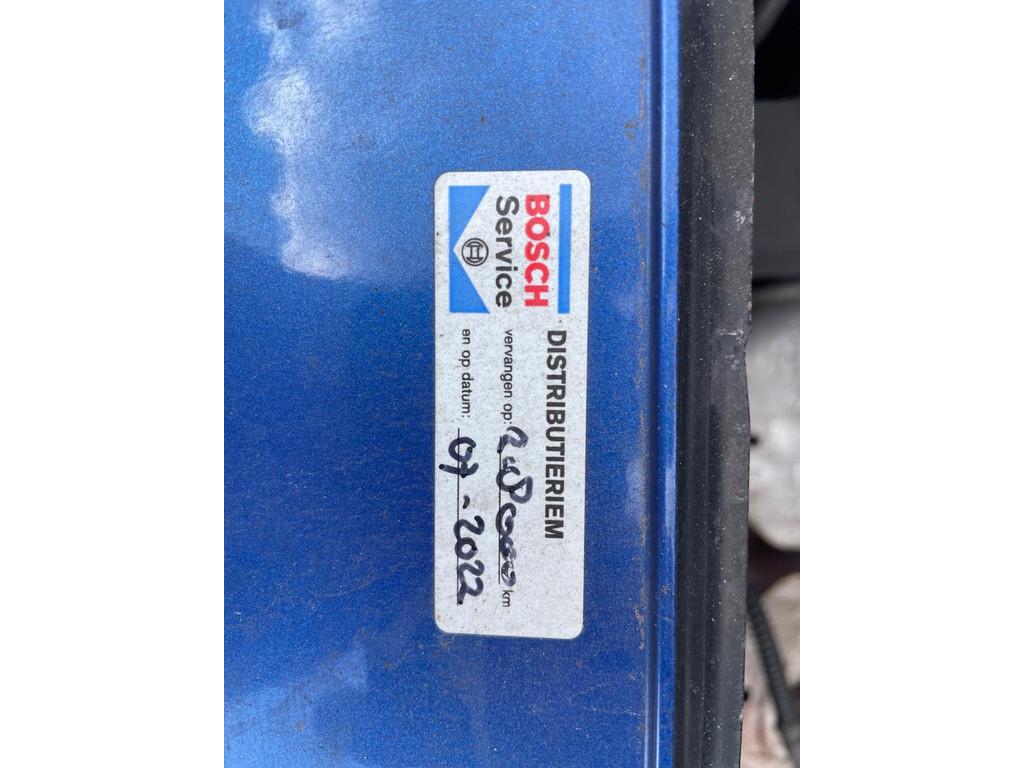 BOSCH
Service
DISTRIBUTIERIEM
vervangen op: km
en op datum: 07-2022